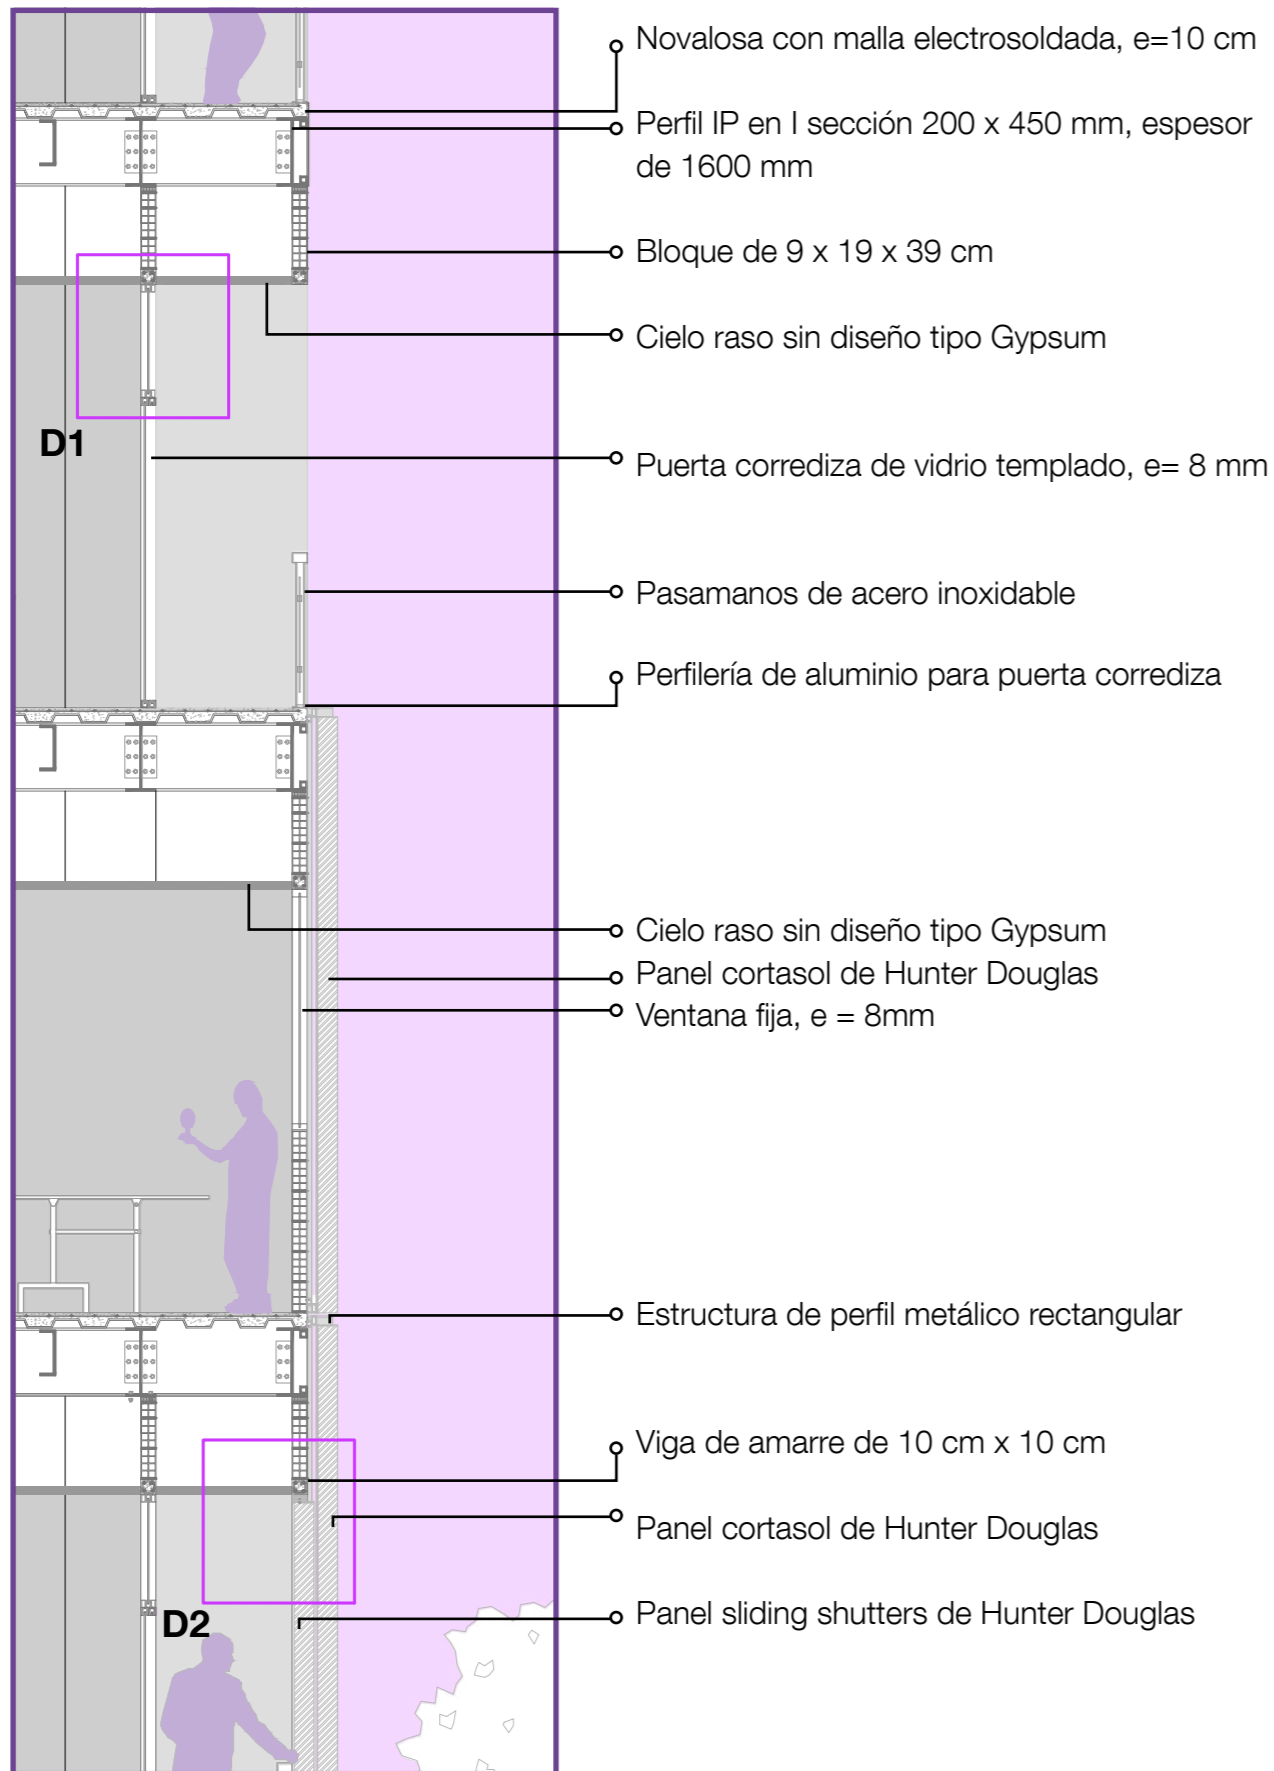 Novalosa con malla electrosoldada, e=10 cm
Perfil IP en I sección 200 x 450 mm, espesor
de 1600 mm
Bloque de 9 x 19 x 39 cm
Cielo raso sin diseño tipo Gypsum
D1
Puerta corrediza de vidrio templado, e= 8 mm
Pasamanos de acero inoxidable
Perfilería de aluminio para puerta corrediza
Cielo raso sin diseño tipo Gypsum
Panel cortasol de Hunter Douglas
Ventana fija, e = 8mm
Estructura de perfil metálico rectangular
Viga de amarre de 10 cm x 10 cm
Panel cortasol de Hunter Douglas
Panel sliding shutters de Hunter Douglas
D2